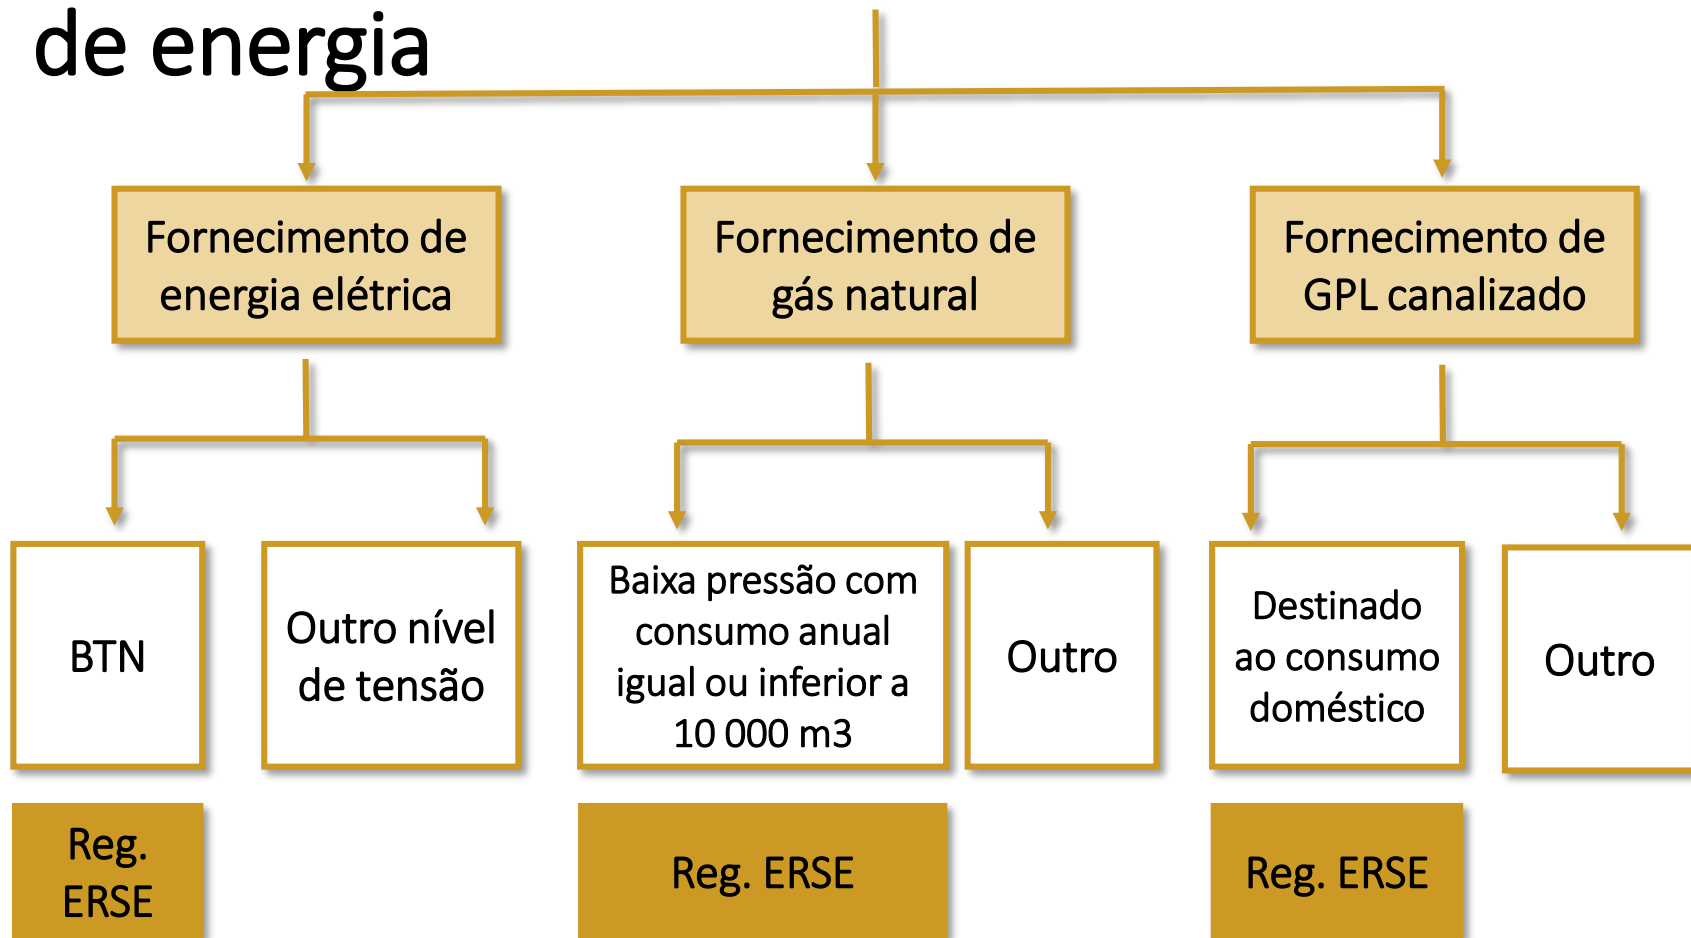 de energia
Fornecimento de
energia elétrica
Fornecimento de
gás natural
Fornecimento de
GPL canalizado
BTN
Outro nível
de tensão
Baixa pressão com
consumo anual
igual ou inferior a
10 000 m3
Outro
Destinado
ao consumo
doméstico
Outro
Reg.
ERSE
Reg. ERSE
Reg. ERSE